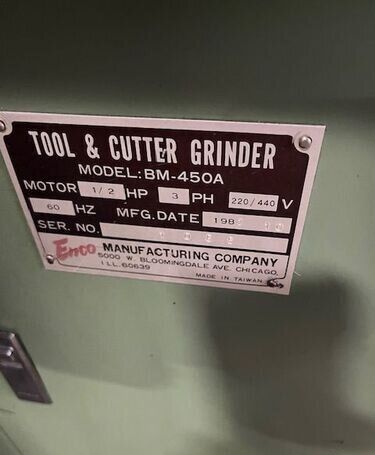 TOOL & CUTTER GRINDER
MODEL:BM-450A
MOTOR 1/2 HP 3 PH 220/440 V
60 HZ MFG.DATE
SER. NO.
Enco MANUFACTURING COMPANY
5000 W. BLOOMINGDALE AVE. CHICAGO,
ILL. 60639
MADE IN TAIWAN